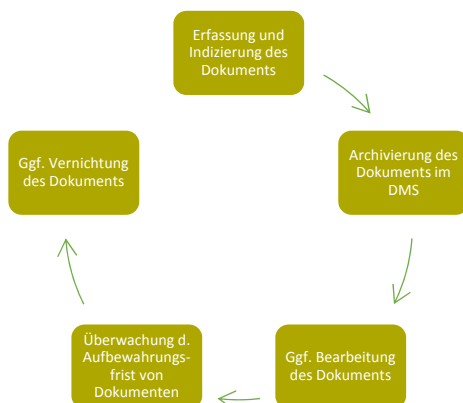 Erfassung und
Indizierung des
Dokuments
Archivierung des
Dokuments im
DMS
Ggf. Bearbeitung
des Dokuments
Überwachung d.
Aufbewahrungs-
frist von
Dokumenten
Ggf. Vernichtung
des Dokuments